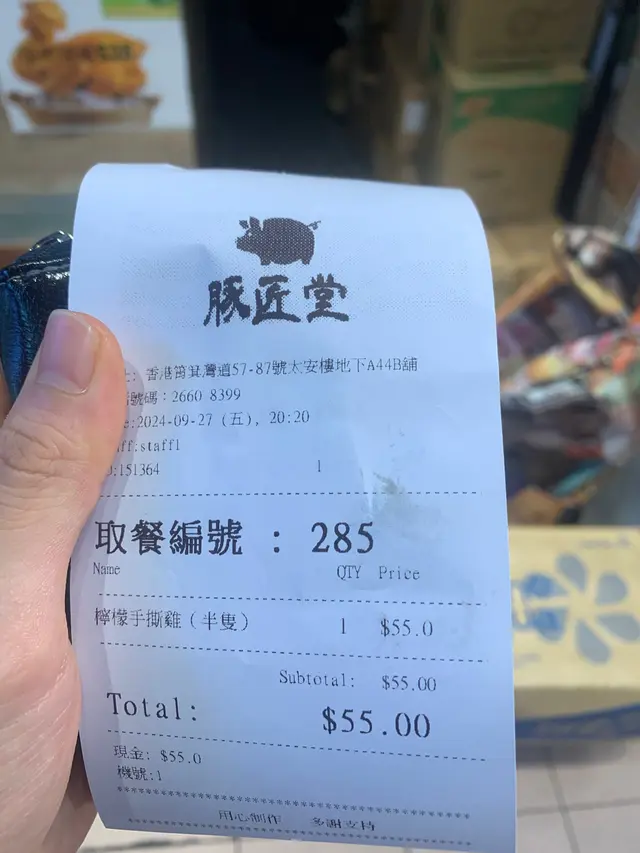 豚匠堂
: 香港筲箕灣道57-87號太安樓地下A44B舖
號碼：2660 8399
e:2024-09-27 (五), 20:20
ff:staff1
:151364 1
取餐編號 : 285
Name QTY Price
檸檬手撕雞（半隻） 1 $55.0
Subtotal: $55.00
Total: $55.00
現金: $55.0
機號:1
用心制作 多謝支持